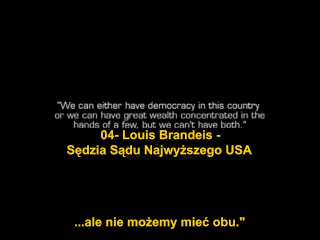 "We can either have democracy in this country
or we can have great wealth concentrated in the
hands of a few, but we can't have both."
04- Louis Brandeis -
Sędzia Sądu Najwyższego USA
...ale nie możemy mieć obu."